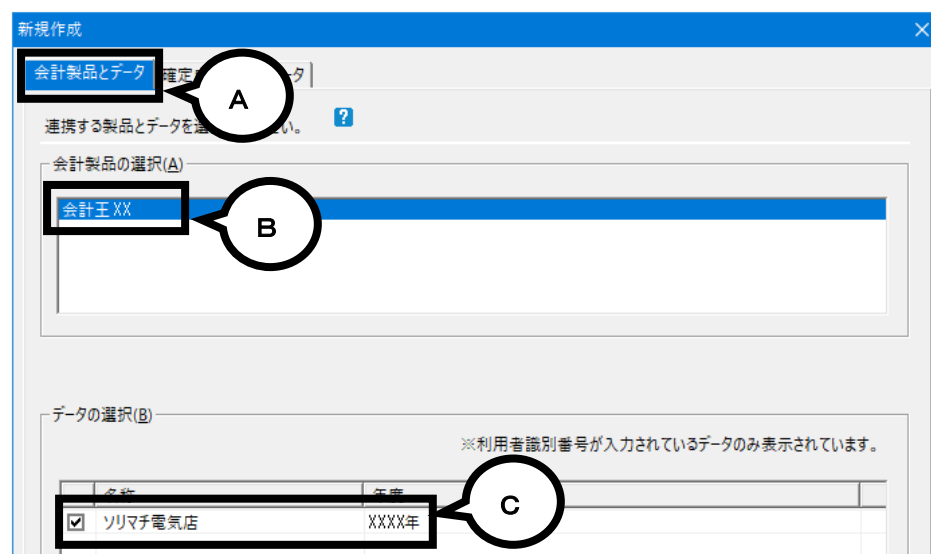 新規作成
会計製品とデータ 確定 タ
A
連携する製品とデータを選 い。 ?
会計製品の選択(A)
会計王 XX
B
データの選択(B)
※利用者識別番号が入力されているデータのみ表示されています。
名称 年度
ソリマチ電気店 XXXX年
C